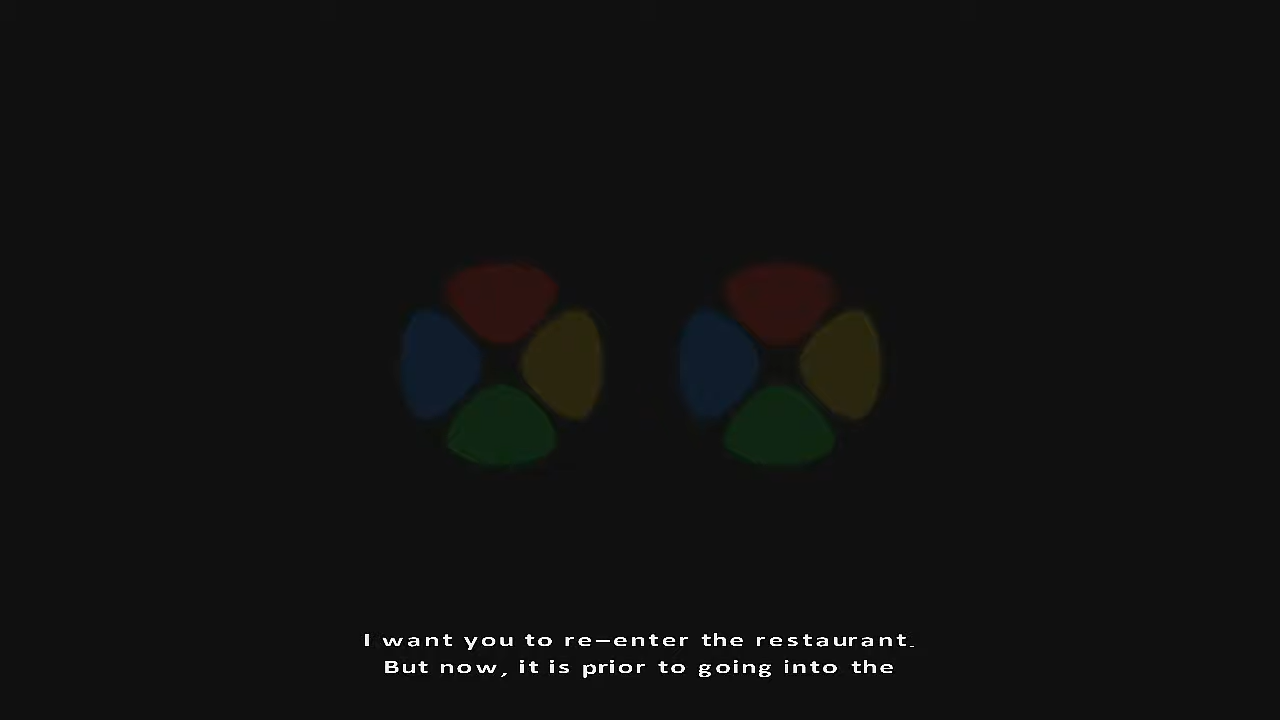 I want you to re-enter the restaurant.
But now, it is prior to going into the